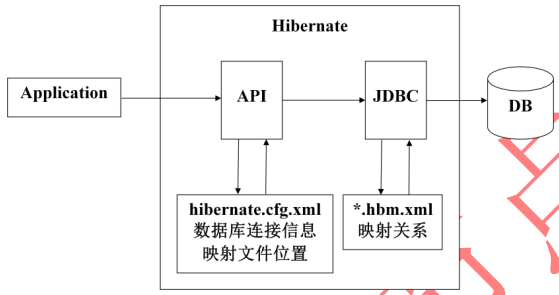 Hibernate
Application
API
JDBC
DB
hibernate.cfg.xml
数据库连接信息
映射文件位置
*.hbm.xml
映射关系